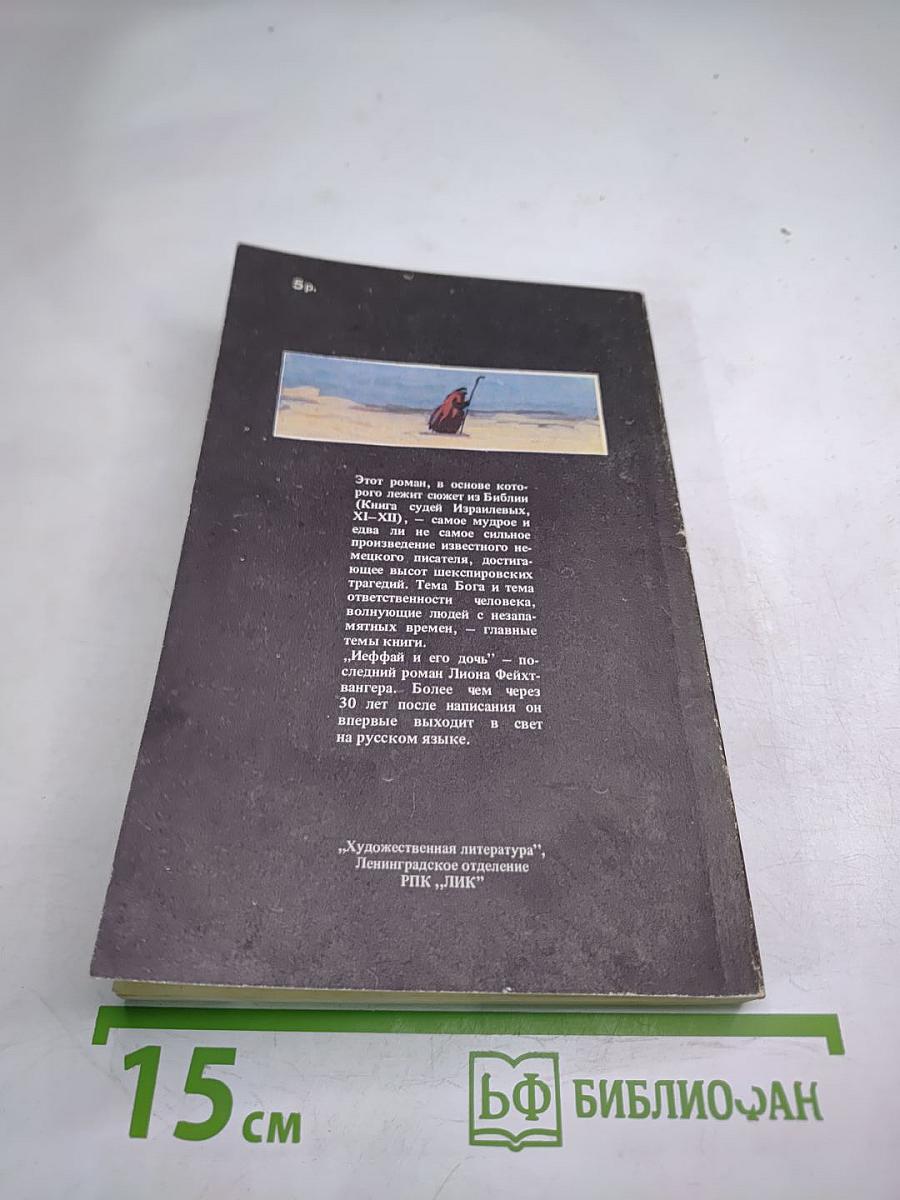 5р.
Этот роман, в основе кото-
рого лежит сюжет из Библии
(Книга судей Израилевых,
XI–XII), – самое мудрое и
едва ли не самое сильное
произведение известного не-
мецкого писателя, достига-
ющее высот шекспировских
трагедий. Тема Бога и тема
ответственности человека,
волнующие людей с незапа-
мятных времен, – главные
темы книги.
„Иеффай и его дочь” – по-
следний роман Лиона Фейхт-
вангера. Более чем через
30 лет после написания он
впервые выходит в свет
на русском языке.
„Художественная литература”,
Ленинградское отделение
РПК „ЛИК”
15 см
БФ БИБЛИОФАН